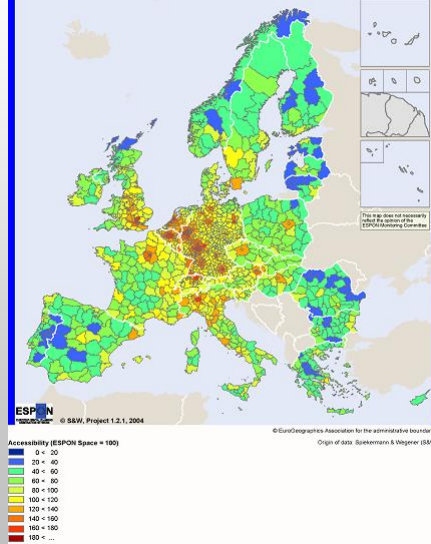 This map does not necessarily
reflect the opinion of the
ESPON Monitoring Committee
ESPON
© S&W, Project 1.2.1, 2004
© EuroGeographics Association for the administrative boundar
Origin of data: Spiekermann & Wegener (S&W
Accessibility (ESPON Space = 100)
0 < 20
20 < 40
40 < 60
60 < 80
80 < 100
100 < 120
120 < 140
140 < 160
160 < 180
180 < ...